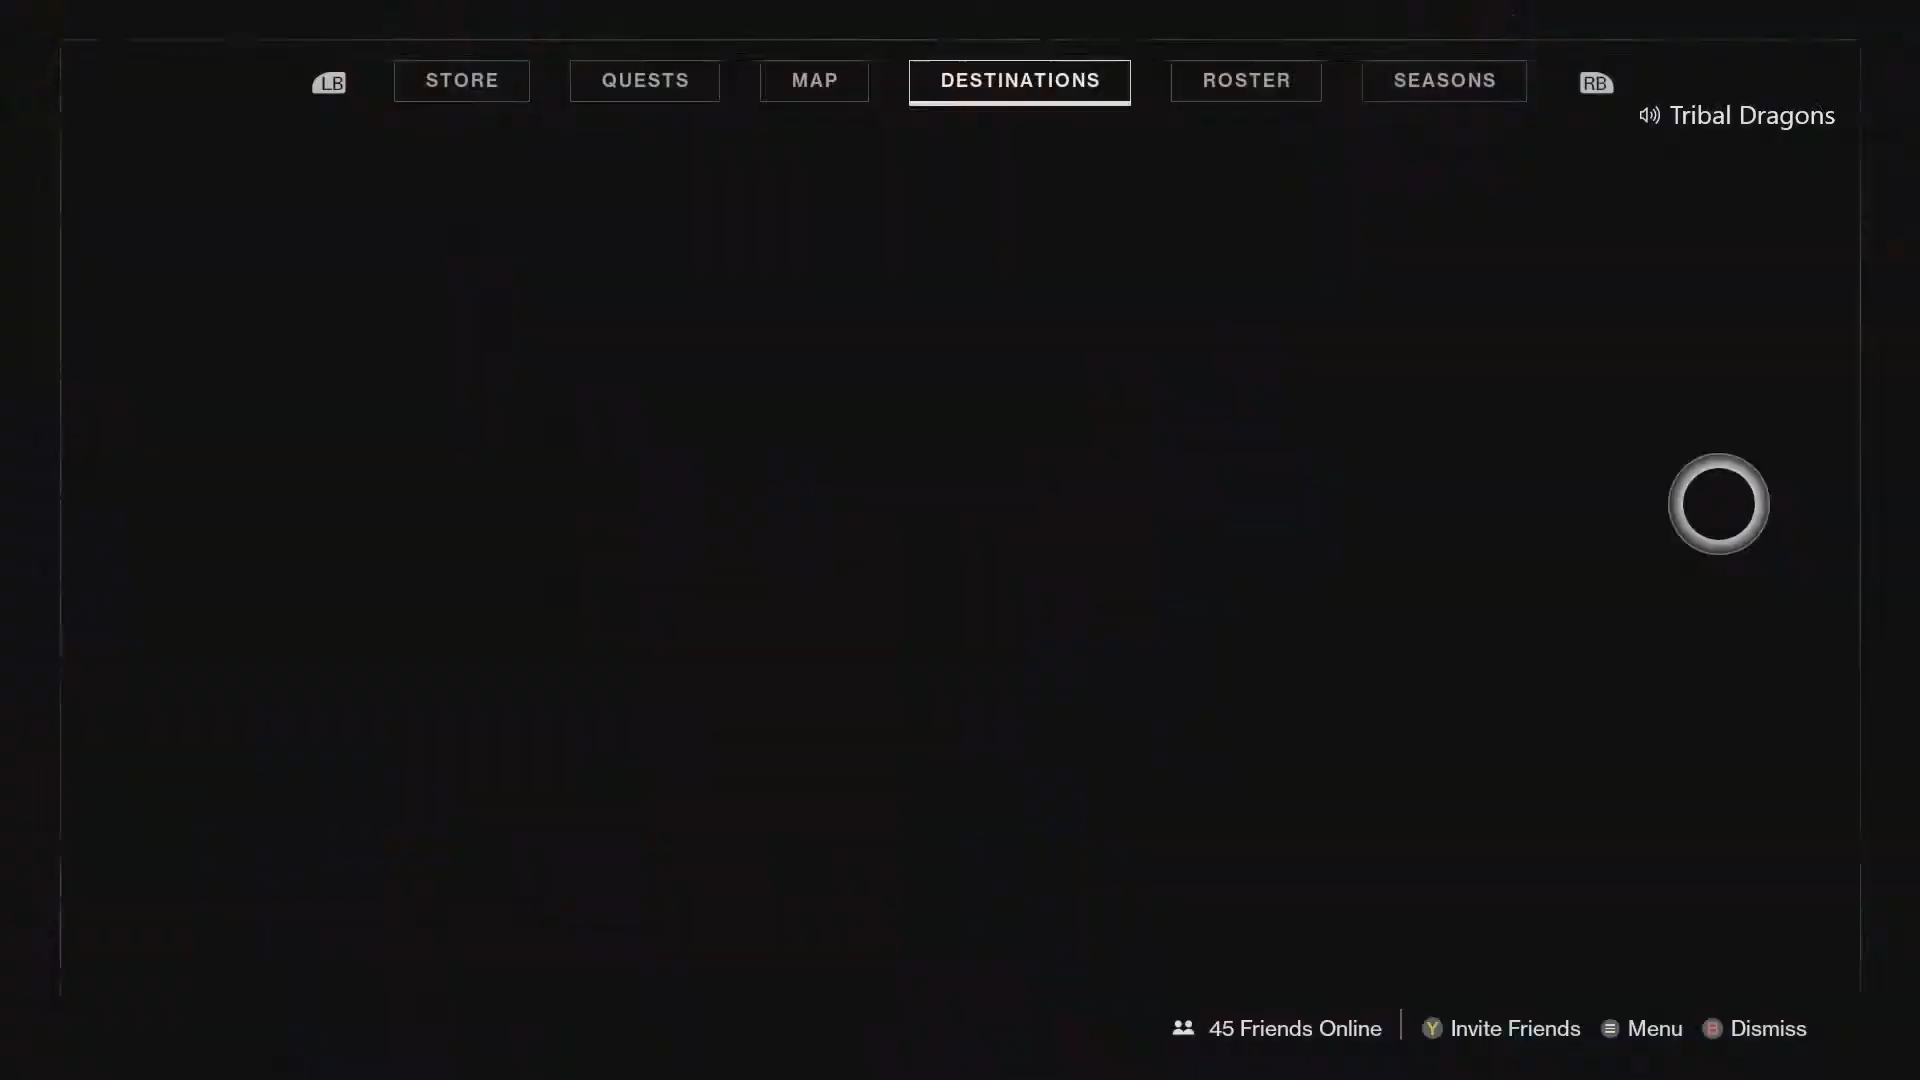 LB STORE QUESTS MAP DESTINATIONS ROSTER SEASONS RB
Tribal Dragons
45 Friends Online Y Invite Friends Menu B Dismiss